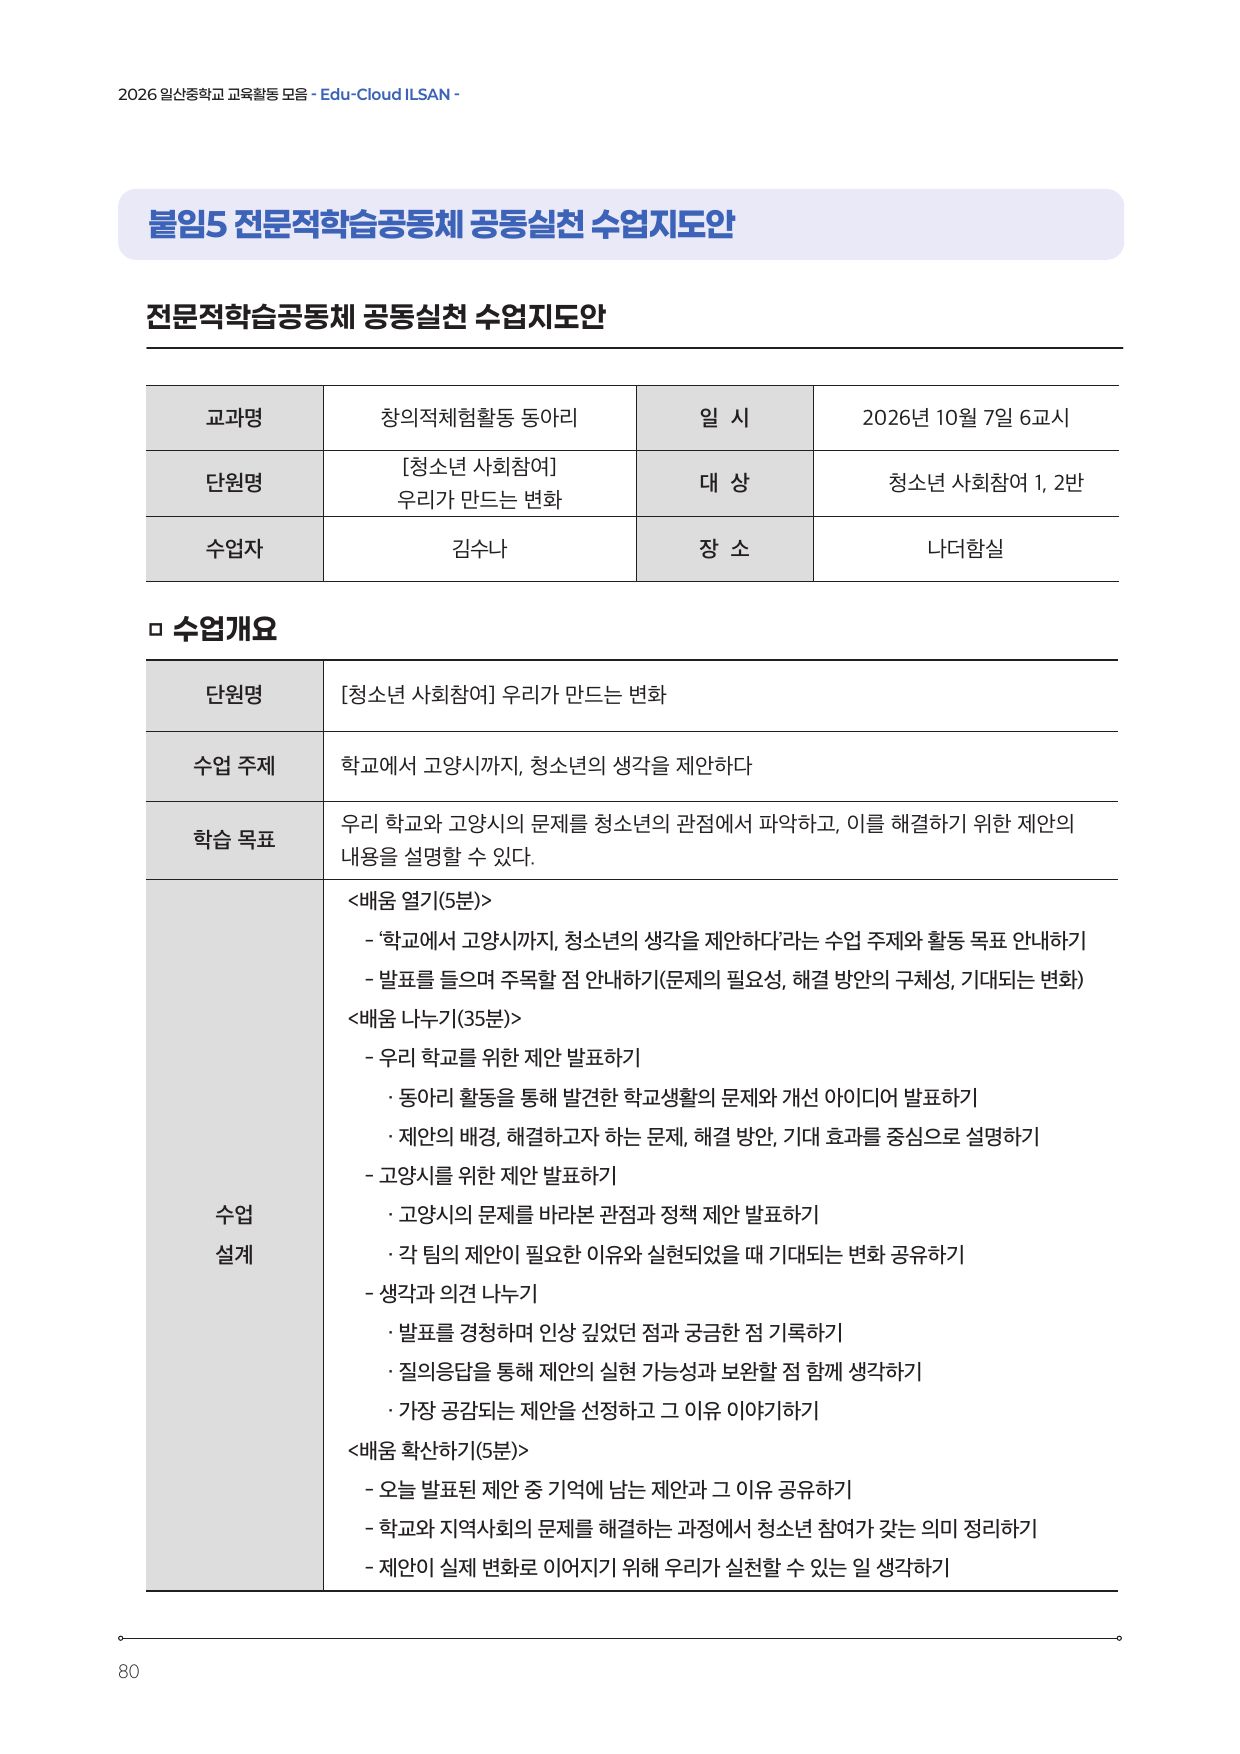 2026 일산중학교 교육활동 모음 - Edu-Cloud ILSAN -
붙임5 전문적학습공동체 공동실천 수업지도안
전문적학습공동체 공동실천 수업지도안
교과명 창의적체험활동 동아리 일 시 2026년 10월 7일 6교시
단원명 [청소년 사회참여] 우리가 만드는 변화 대 상 청소년 사회참여 1, 2반
수업자 김수나 장 소 나더함실
ㅁ 수업개요
단원명 [청소년 사회참여] 우리가 만드는 변화
수업 주제 학교에서 고양시까지, 청소년의 생각을 제안하다
학습 목표 우리 학교와 고양시의 문제를 청소년의 관점에서 파악하고, 이를 해결하기 위한 제안의
내용을 설명할 수 있다.
수업
설계
<배움 열기(5분)>
- ‘학교에서 고양시까지, 청소년의 생각을 제안하다’라는 수업 주제와 활동 목표 안내하기
- 발표를 들으며 주목할 점 안내하기(문제의 필요성, 해결 방안의 구체성, 기대되는 변화)
<배움 나누기(35분)>
- 우리 학교를 위한 제안 발표하기
· 동아리 활동을 통해 발견한 학교생활의 문제와 개선 아이디어 발표하기
· 제안의 배경, 해결하고자 하는 문제, 해결 방안, 기대 효과를 중심으로 설명하기
- 고양시를 위한 제안 발표하기
· 고양시의 문제를 바라본 관점과 정책 제안 발표하기
· 각 팀의 제안이 필요한 이유와 실현되었을 때 기대되는 변화 공유하기
- 생각과 의견 나누기
· 발표를 경청하며 인상 깊었던 점과 궁금한 점 기록하기
· 질의응답을 통해 제안의 실현 가능성과 보완할 점 함께 생각하기
· 가장 공감되는 제안을 선정하고 그 이유 이야기하기
<배움 확산하기(5분)>
- 오늘 발표된 제안 중 기억에 남는 제안과 그 이유 공유하기
- 학교와 지역사회의 문제를 해결하는 과정에서 청소년 참여가 갖는 의미 정리하기
- 제안이 실제 변화로 이어지기 위해 우리가 실천할 수 있는 일 생각하기
80